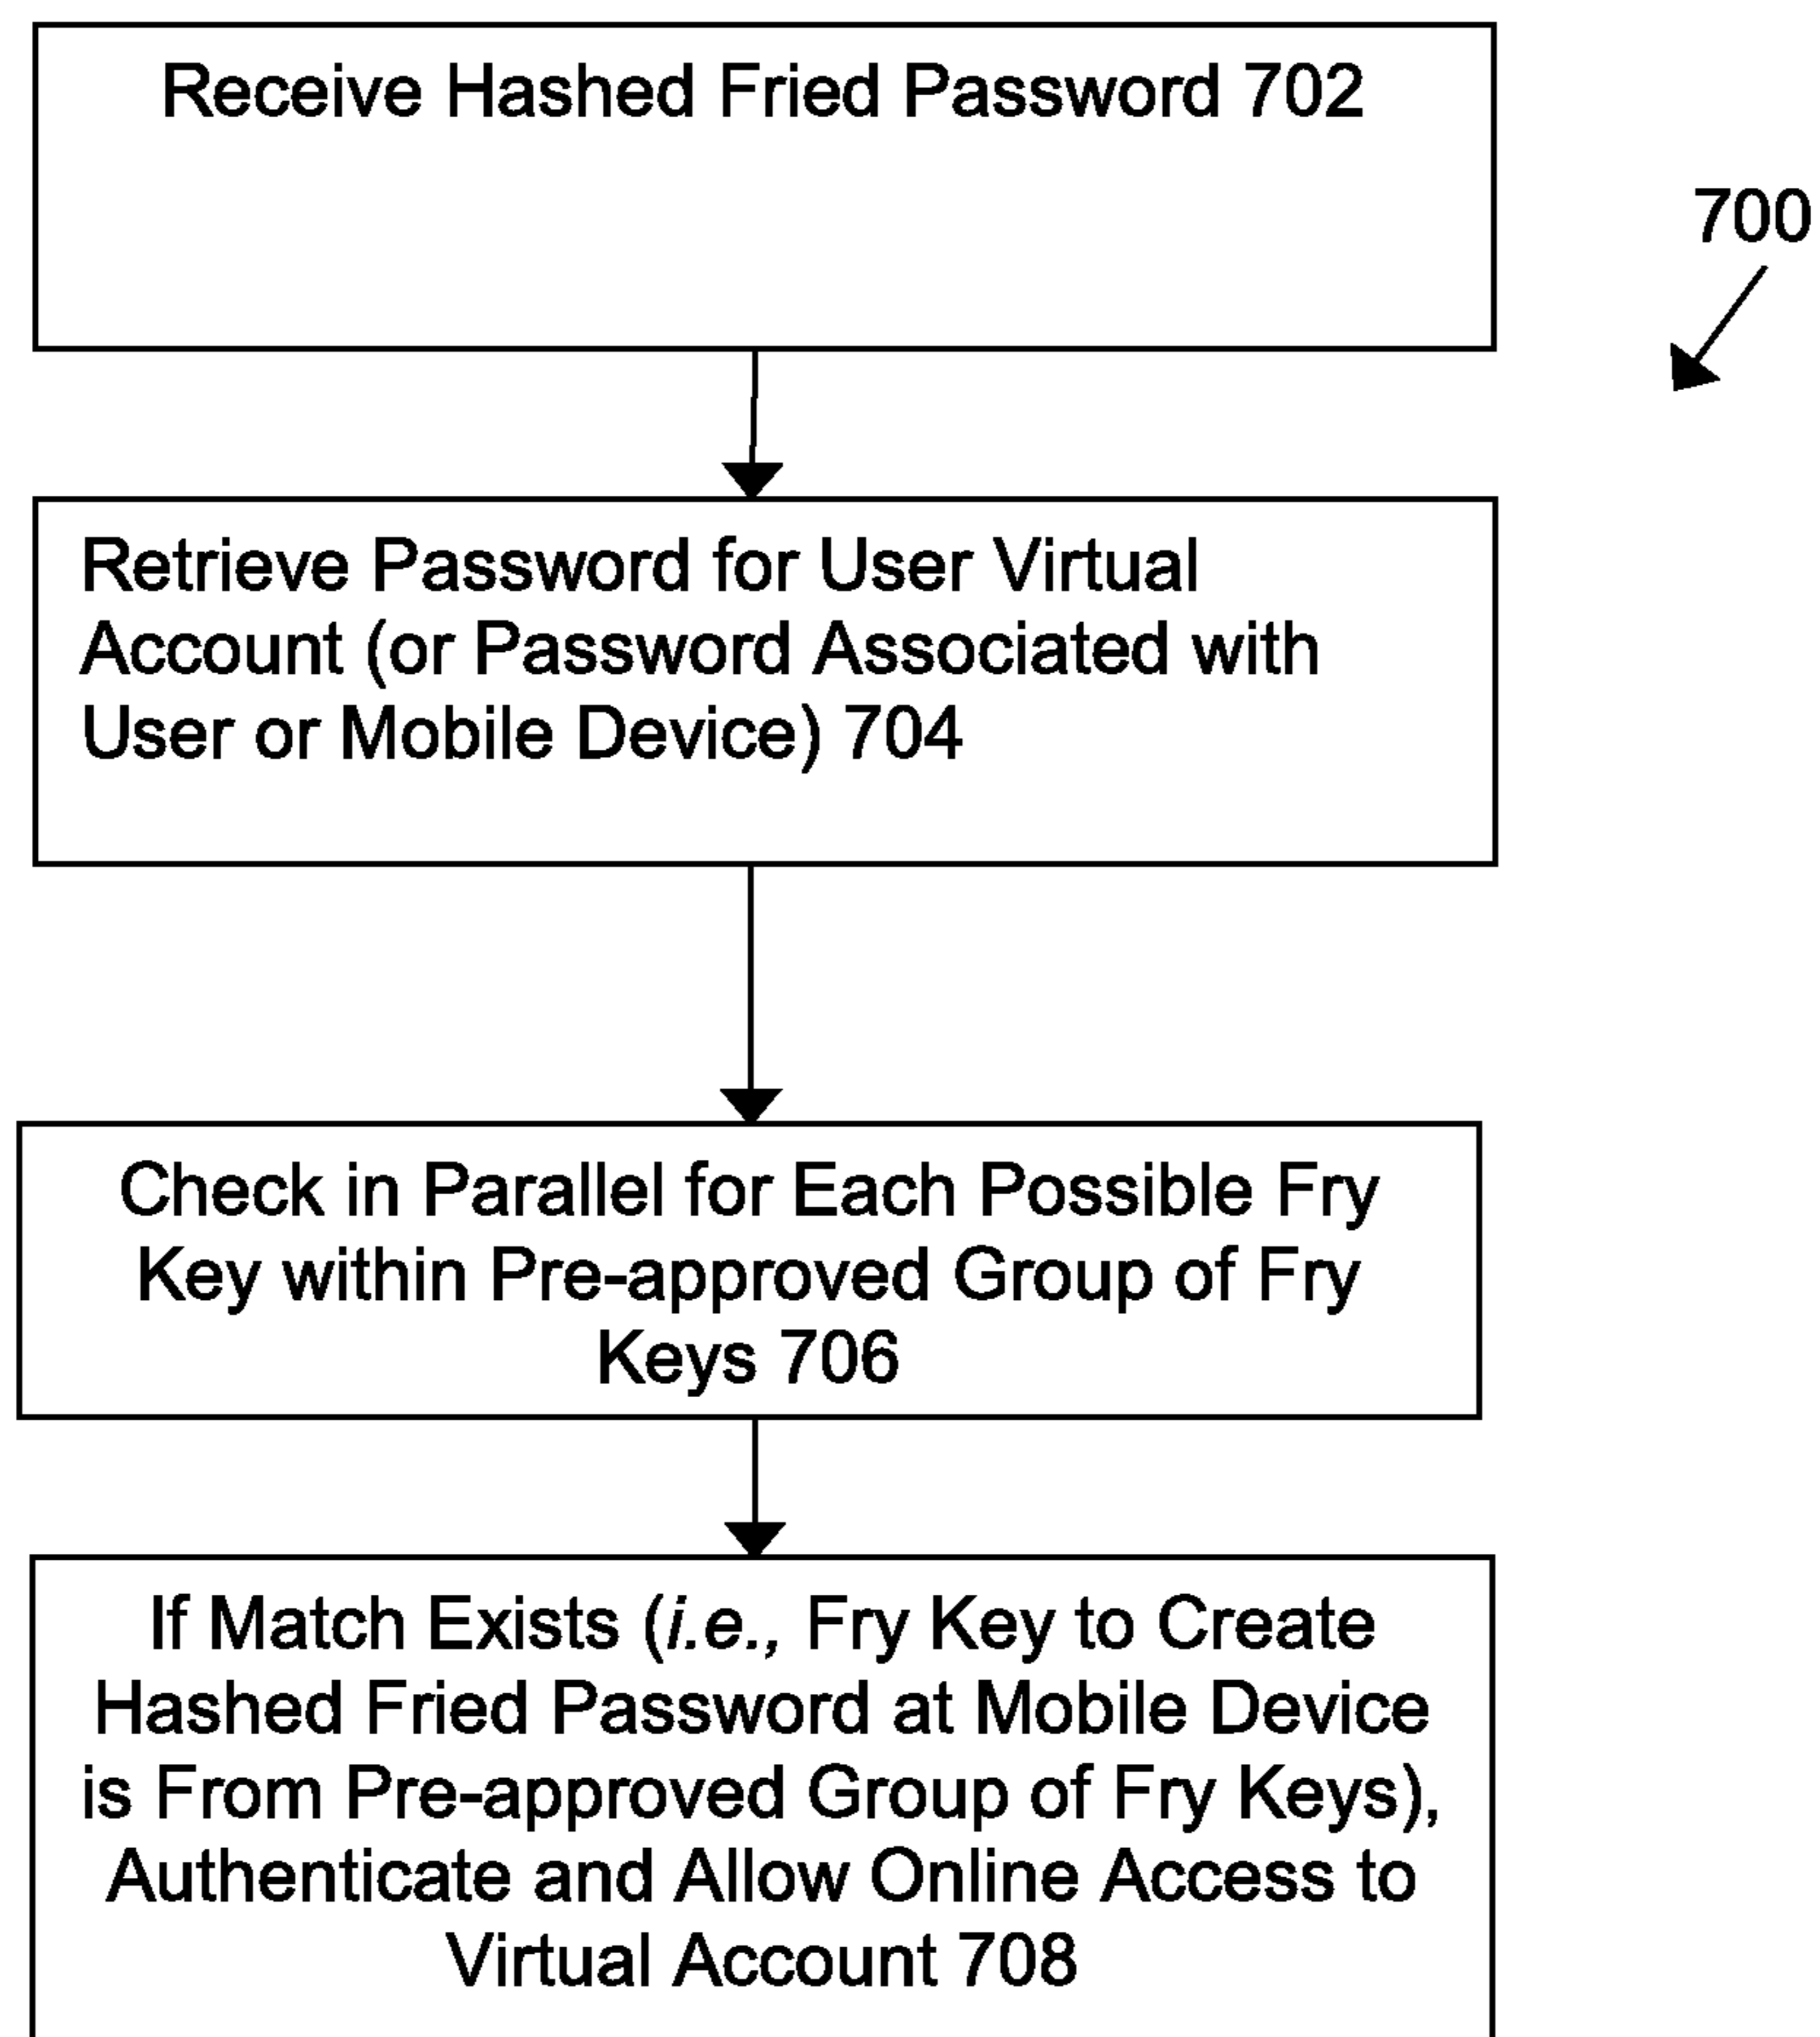 Receive Hashed Fried Password 702
700
Retrieve Password for User Virtual
Account (or Password Associated with
User or Mobile Device) 704
Check in Parallel for Each Possible Fry
Key within Pre-approved Group of Fry
Keys 706
If Match Exists (i.e., Fry Key to Create
Hashed Fried Password at Mobile Device
is From Pre-approved Group of Fry Keys),
Authenticate and Allow Online Access to
Virtual Account 708